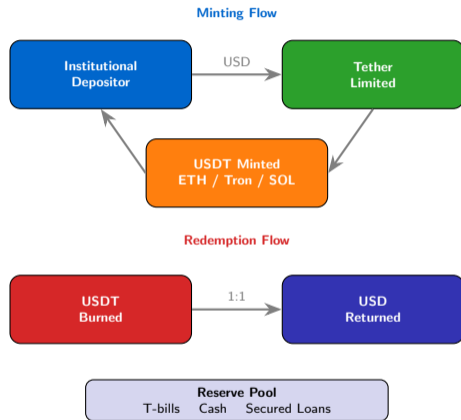 Minting Flow
Institutional
Depositor
USD
Tether
Limited
USDT Minted
ETH / Tron / SOL
Redemption Flow
USDT
Burned
1:1
USD
Returned
Reserve Pool
T-bills Cash Secured Loans